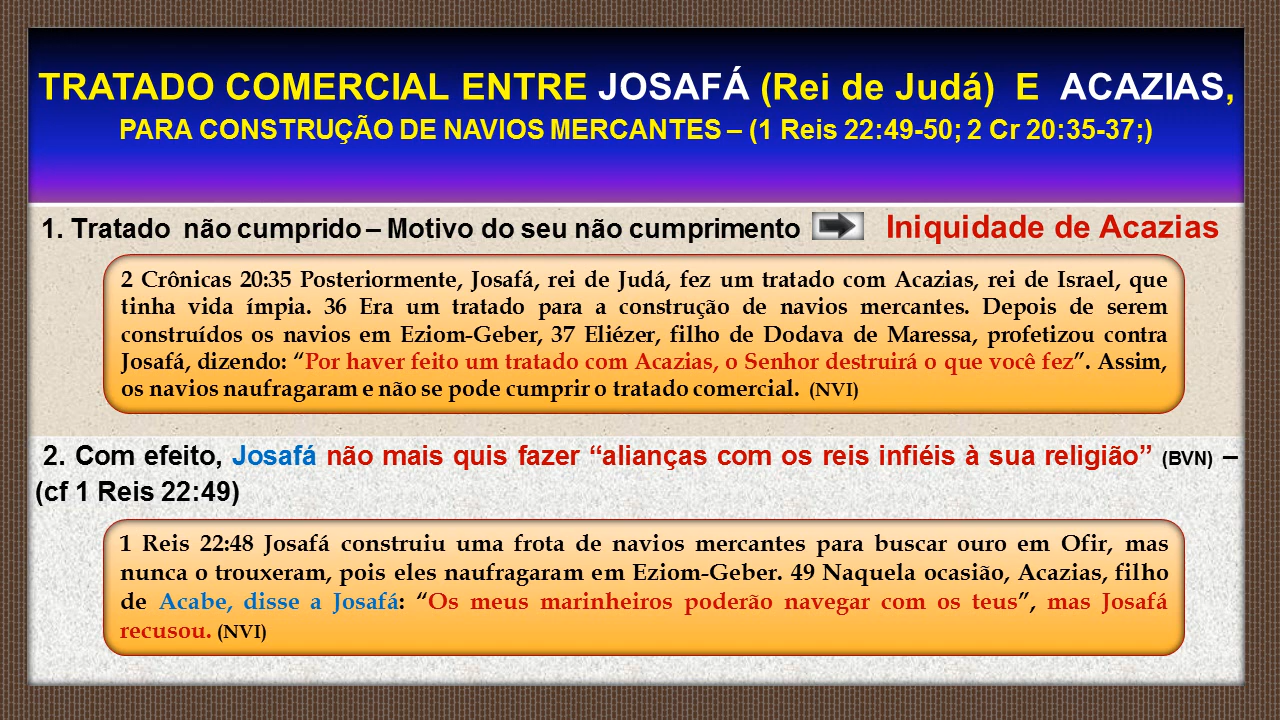 TRATADO COMERCIAL ENTRE JOSAFÁ (Rei de Judá) E ACAZIAS,
PARA CONSTRUÇÃO DE NAVIOS MERCANTES – (1 Reis 22:49-50; 2 Cr 20:35-37;)
1. Tratado não cumprido – Motivo do seu não cumprimento Iniquidade de Acazias
2 Crônicas 20:35 Posteriormente, Josafá, rei de Judá, fez um tratado com Acazias, rei de Israel, que
tinha vida ímpia. 36 Era um tratado para a construção de navios mercantes. Depois de serem
construídos os navios em Eziom-Geber, 37 Eliézer, filho de Dodava de Maressa, profetizou contra
Josafá, dizendo: “Por haver feito um tratado com Acazias, o Senhor destruirá o que você fez”. Assim,
os navios naufragaram e não se pode cumprir o tratado comercial. (NVI)
2. Com efeito, Josafá não mais quis fazer “alianças com os reis infiéis à sua religião” (BVN) –
(cf 1 Reis 22:49)
1 Reis 22:48 Josafá construiu uma frota de navios mercantes para buscar ouro em Ofir, mas
nunca o trouxeram, pois eles naufragaram em Eziom-Geber. 49 Naquela ocasião, Acazias, filho
de Acabe, disse a Josafá: “Os meus marinheiros poderão navegar com os teus”, mas Josafá
recusou. (NVI)